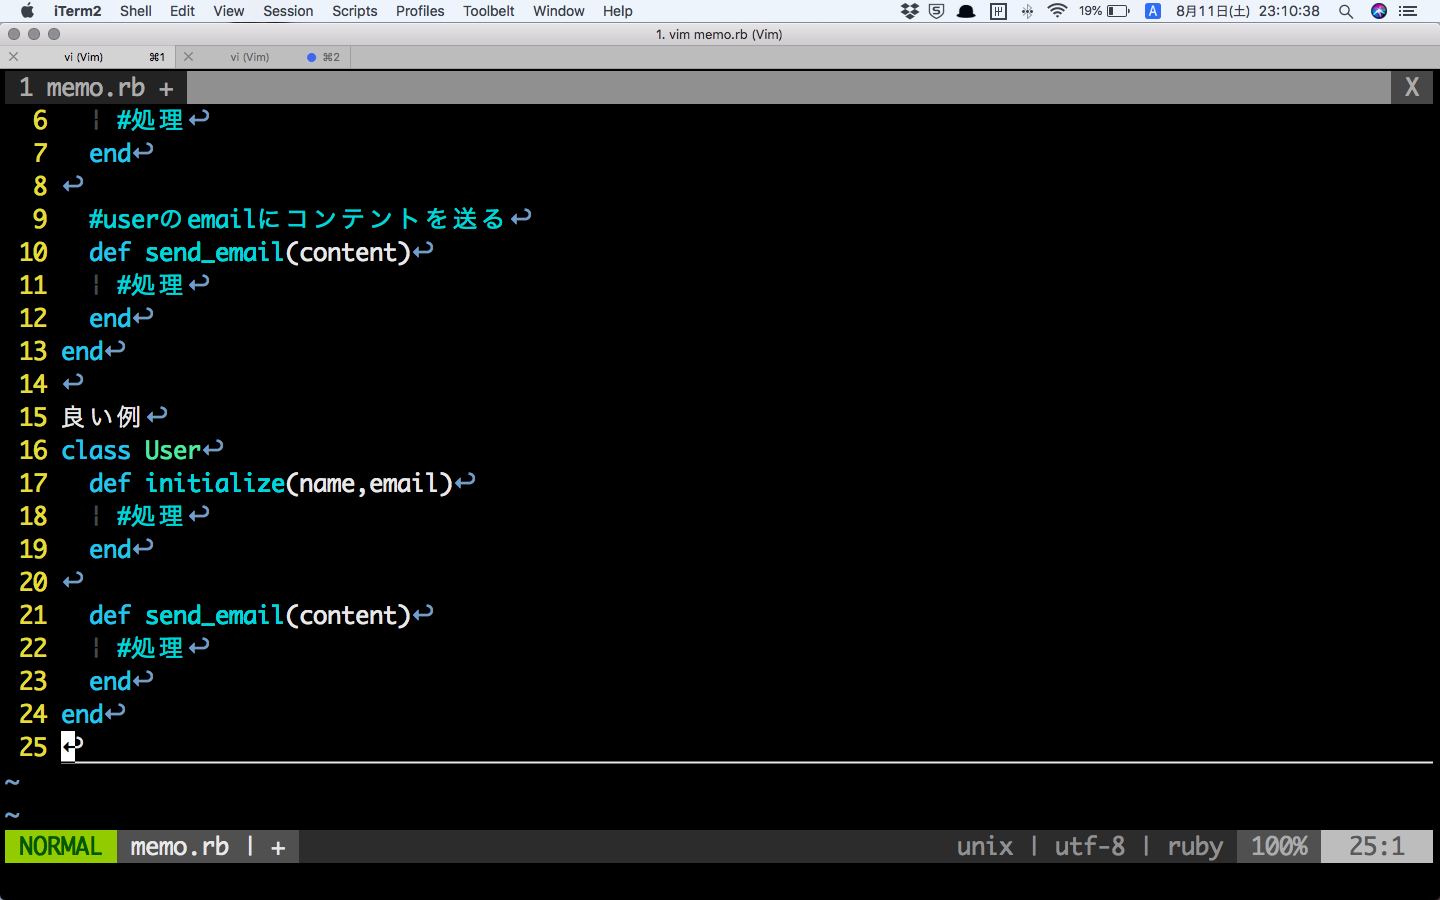 iTerm2 Shell Edit View Session Scripts Profiles Toolbelt Window Help 19% A 8月11日(土) 23:10:38
1. vim memo.rb (Vim)
vi (Vim) ⌘1 vi (Vim) ⌘2
1 memo.rb + X
6 ¦ #処理↩
7 end↩
8 ↩
9 #userのemailにコンテントを送る↩
10 def send_email(content)↩
11 ¦ #処理↩
12 end↩
13 end↩
14 ↩
15 良い例↩
16 class User↩
17 def initialize(name,email)↩
18 ¦ #処理↩
19 end↩
20 ↩
21 def send_email(content)↩
22 ¦ #処理↩
23 end↩
24 end↩
25 ↩
~
~
NORMAL memo.rb | + unix | utf-8 | ruby 100% 25:1